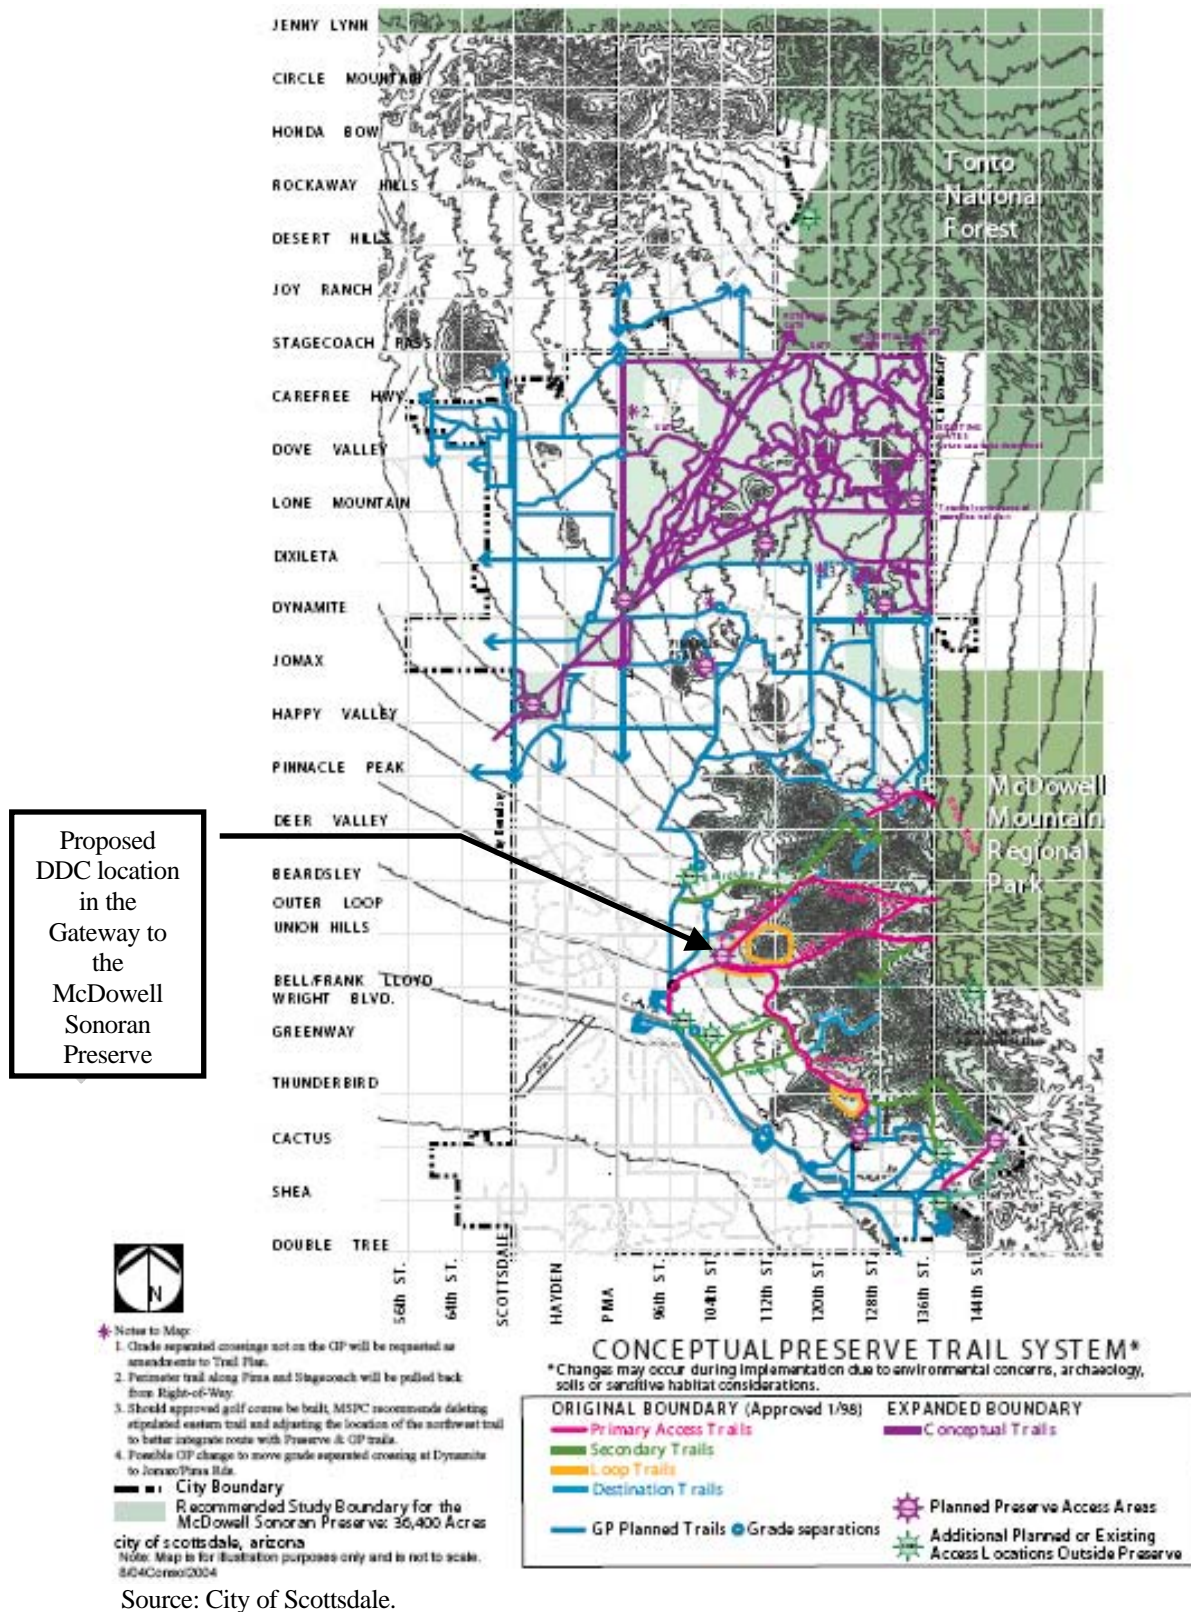 JENNY LYNN
CIRCLE MOUNTAIN
HONDA BOW
ROCKAWAY HILLS
DESERT HILLS
JOY RANCH
STAGECOACH PASS
CAREFREE HWY
DOVE VALLEY
LONE MOUNTAIN
DIXILETA
DYNAMITE
JOMAX
HAPPY VALLEY
PINNACLE PEAK
DEER VALLEY
BEARDSLEY
OUTER LOOP
UNION HILLS
BELL/FRANK LLOYD
WRIGHT BLVD.
GREENWAY
THUNDERBIRD
CACTUS
SHEA
DOUBLE TREE
Tonto
National
Forest
McDowell
Mountain
Regional
Park
Proposed
DDC location
in the
Gateway to
the
McDowell
Sonoran
Preserve
56th ST.
64th ST.
SCOTTSDALE
HAYDEN
PMA
96th ST.
104th ST.
112th ST.
120th ST.
128th ST.
136th ST.
144th ST.
N
Notes to Map:
1. Grade separated crossings not on the GP will be requested as
amendments to Trail Plan.
2. Perimeter trail along Pima and Stagecoach will be pulled back
from Right-of-Way.
3. Should approved golf course be built, MSPC recommends deleting
stipulated eastern trail and adjusting the location of the northwest trail
to better integrate route with Preserve & GP trails.
4. Possible GP change to move grade separated crossing at Dynamite
to Jomax/Pima Rds.
City Boundary
Recommended Study Boundary for the
McDowell Sonoran Preserve: 36,400 Acres
city of scottsdale, arizona
Note: Map is for illustration purposes only and is not to scale.
8/04Consol2004
CONCEPTUAL PRESERVE TRAIL SYSTEM*
*Changes may occur during implementation due to environmental concerns, archaeology,
soils or sensitive habitat considerations.
ORIGINAL BOUNDARY (Approved 1/98) EXPANDED BOUNDARY
Primary Access Trails Conceptual Trails
Secondary Trails
Loop Trails
Destination Trails
GP Planned Trails Grade separations
Planned Preserve Access Areas
Additional Planned or Existing
Access Locations Outside Preserve
Source: City of Scottsdale.